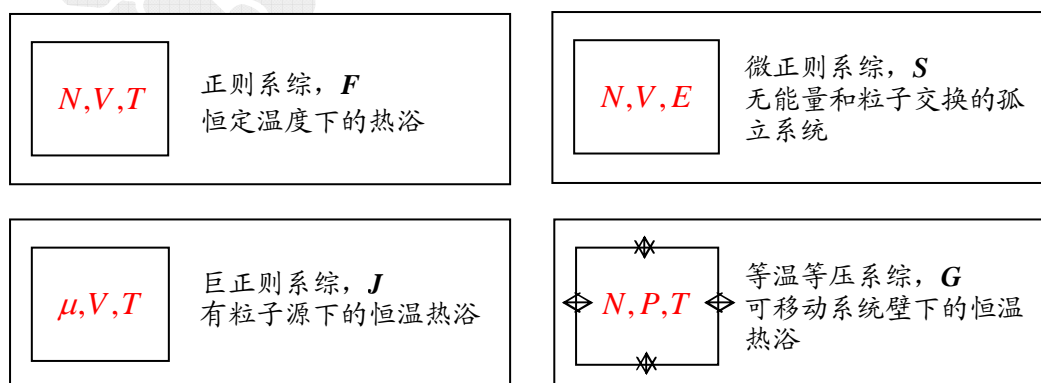 N,V,T
正则系综，F
恒定温度下的热浴
N,V,E
微正则系综，S
无能量和粒子交换的孤
立系统
μ,V,T
巨正则系综，J
有粒子源下的恒温热浴
N,P,T
等温等压系综，G
可移动系统壁下的恒温
热浴